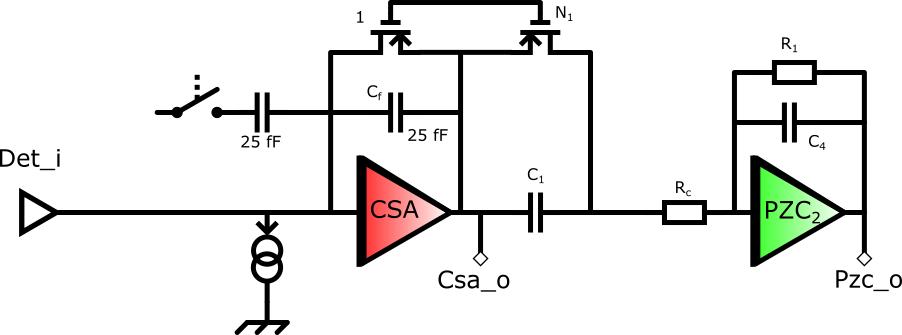 1
N1
R1
Cf
25 fF
25 fF
C4
Det_i
CSA
C1
Rc
PZC2
Csa_o
Pzc_o